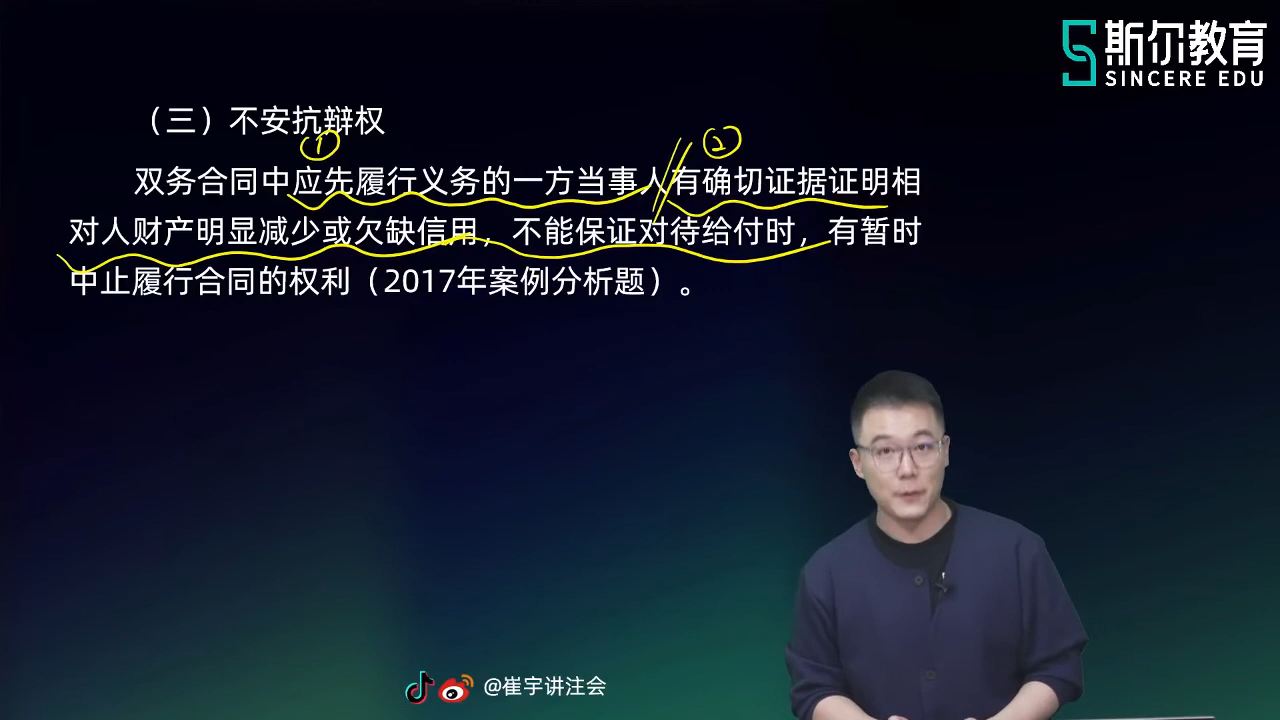 斯尔教育
SINCERE EDU
（三）不安抗辩权
① ②
双务合同中应先履行义务的一方当事人有确切证据证明相
对人财产明显减少或欠缺信用，不能保证对待给付时，有暂时
中止履行合同的权利（2017年案例分析题）。
@崔宇讲注会